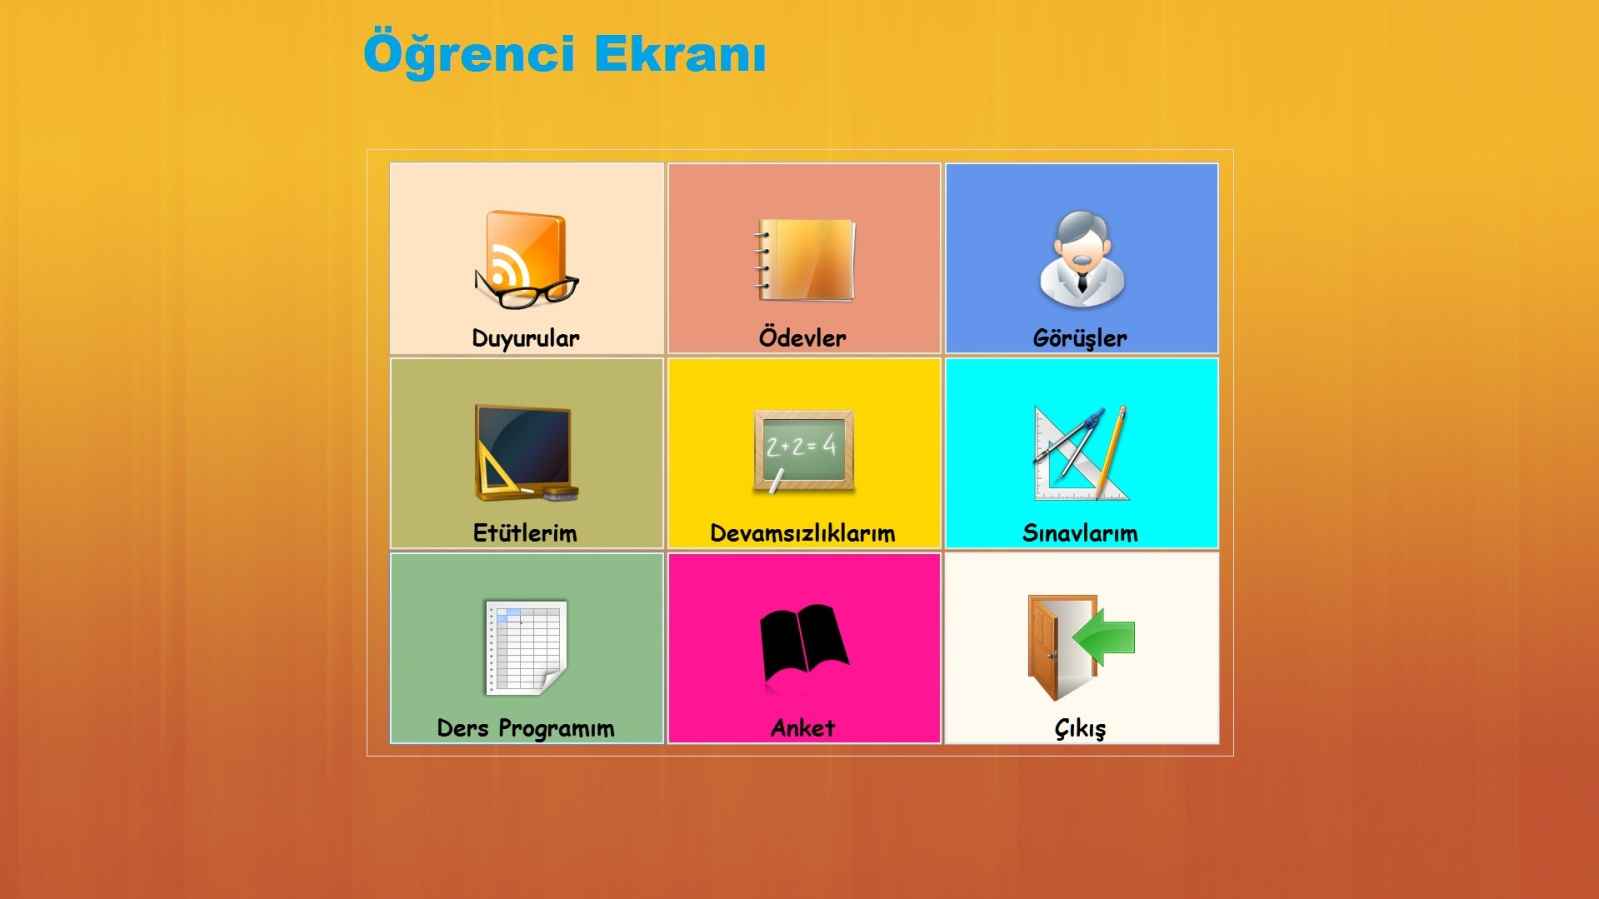 Öğrenci Ekranı
Duyurular
Ödevler
Görüşler
2+2=4
Etütlerim
Devamsızlıklarım
Sınavlarım
Ders Programım
Anket
Çıkış